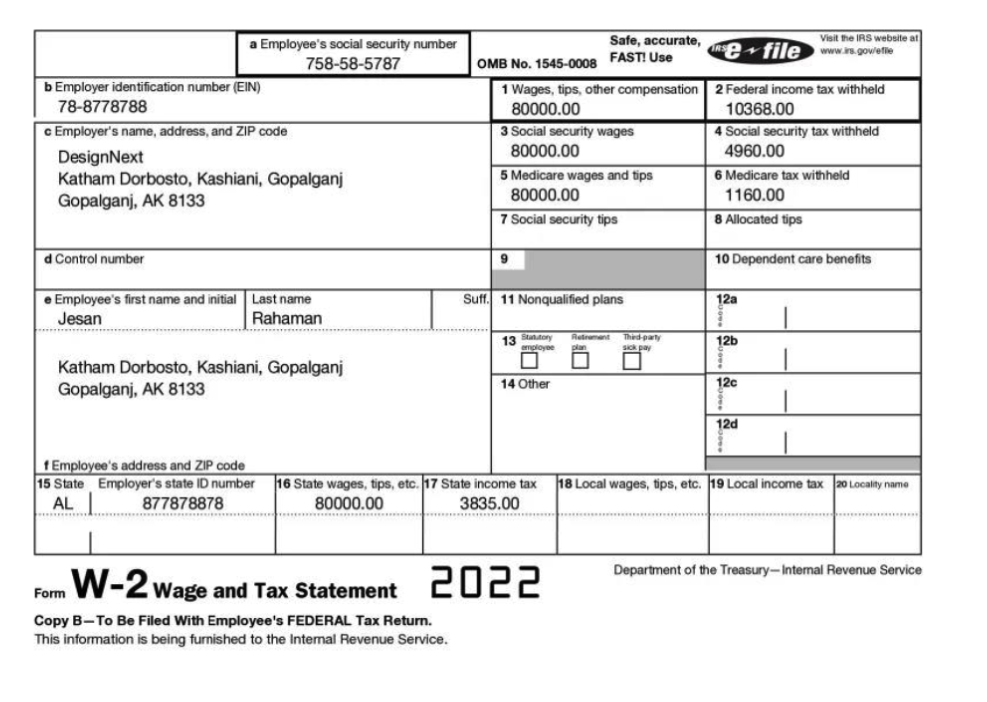 a Employee's social security number
758-58-5787
OMB No. 1545-0008
Safe, accurate,
FAST! Use
IRS e ~ file
Visit the IRS website at
www.irs.gov/efile
b Employer identification number (EIN)
78-8778788
1 Wages, tips, other compensation
80000.00
2 Federal income tax withheld
10368.00
c Employer's name, address, and ZIP code
DesignNext
Katham Dorbosto, Kashiani, Gopalganj
Gopalganj, AK 8133
3 Social security wages
80000.00
4 Social security tax withheld
4960.00
5 Medicare wages and tips
80000.00
6 Medicare tax withheld
1160.00
7 Social security tips
8 Allocated tips
d Control number
9
10 Dependent care benefits
e Employee's first name and initial
Jesan
Last name
Rahaman
Suff.
11 Nonqualified plans
12a
Code
13
Statutory
employee
Retirement
plan
Third-party
sick pay
12b
Code
Katham Dorbosto, Kashiani, Gopalganj
Gopalganj, AK 8133
14 Other
12c
Code
12d
Code
f Employee's address and ZIP code
15 State
AL
Employer's state ID number
877878878
16 State wages, tips, etc.
80000.00
17 State income tax
3835.00
18 Local wages, tips, etc.
19 Local income tax
20 Locality name
Form W-2 Wage and Tax Statement
2022
Department of the Treasury—Internal Revenue Service
Copy B—To Be Filed With Employee's FEDERAL Tax Return.
This information is being furnished to the Internal Revenue Service.